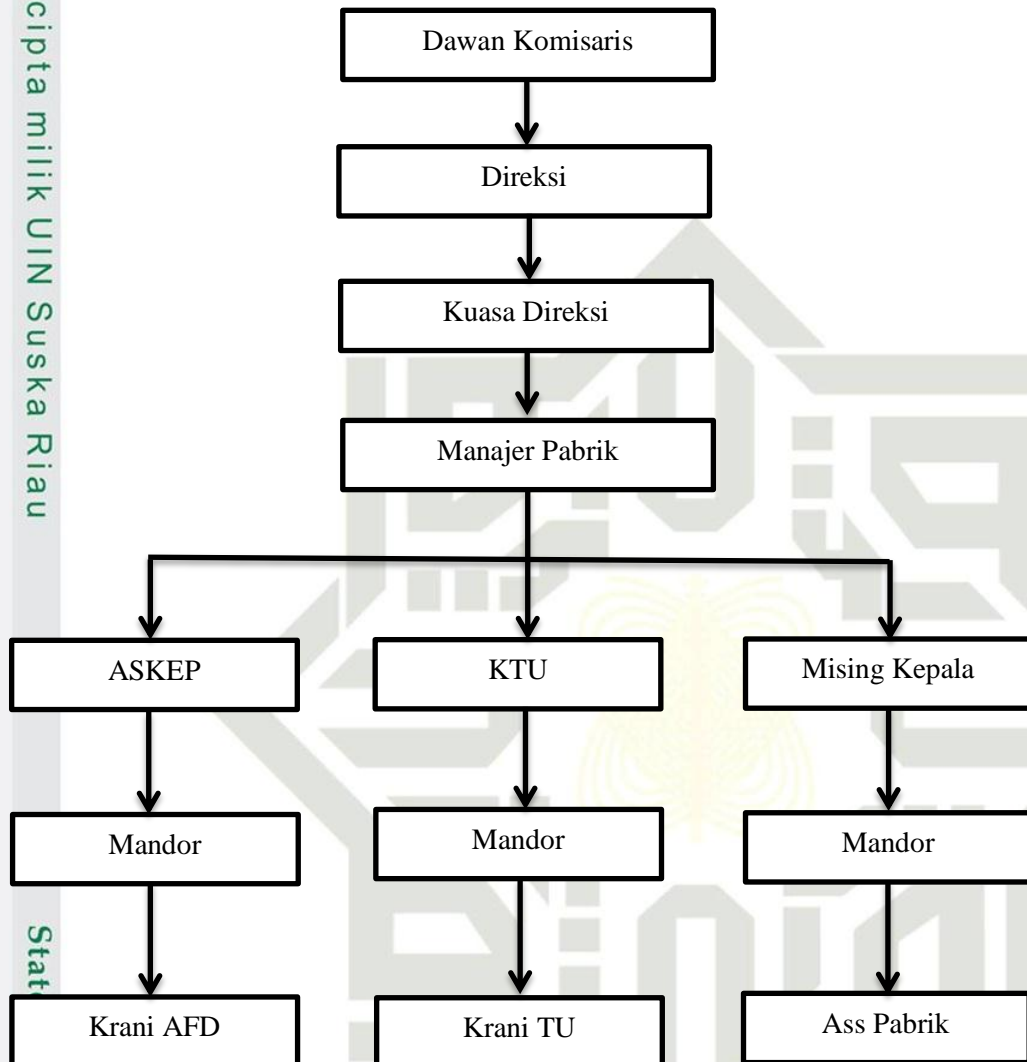 cipta milik UIN Suska Riau
State
Dawan Komisaris
Direksi
Kuasa Direksi
Manajer Pabrik
ASKEP
KTU
Mising Kepala
Mandor
Mandor
Mandor
Krani AFD
Krani TU
Ass Pabrik